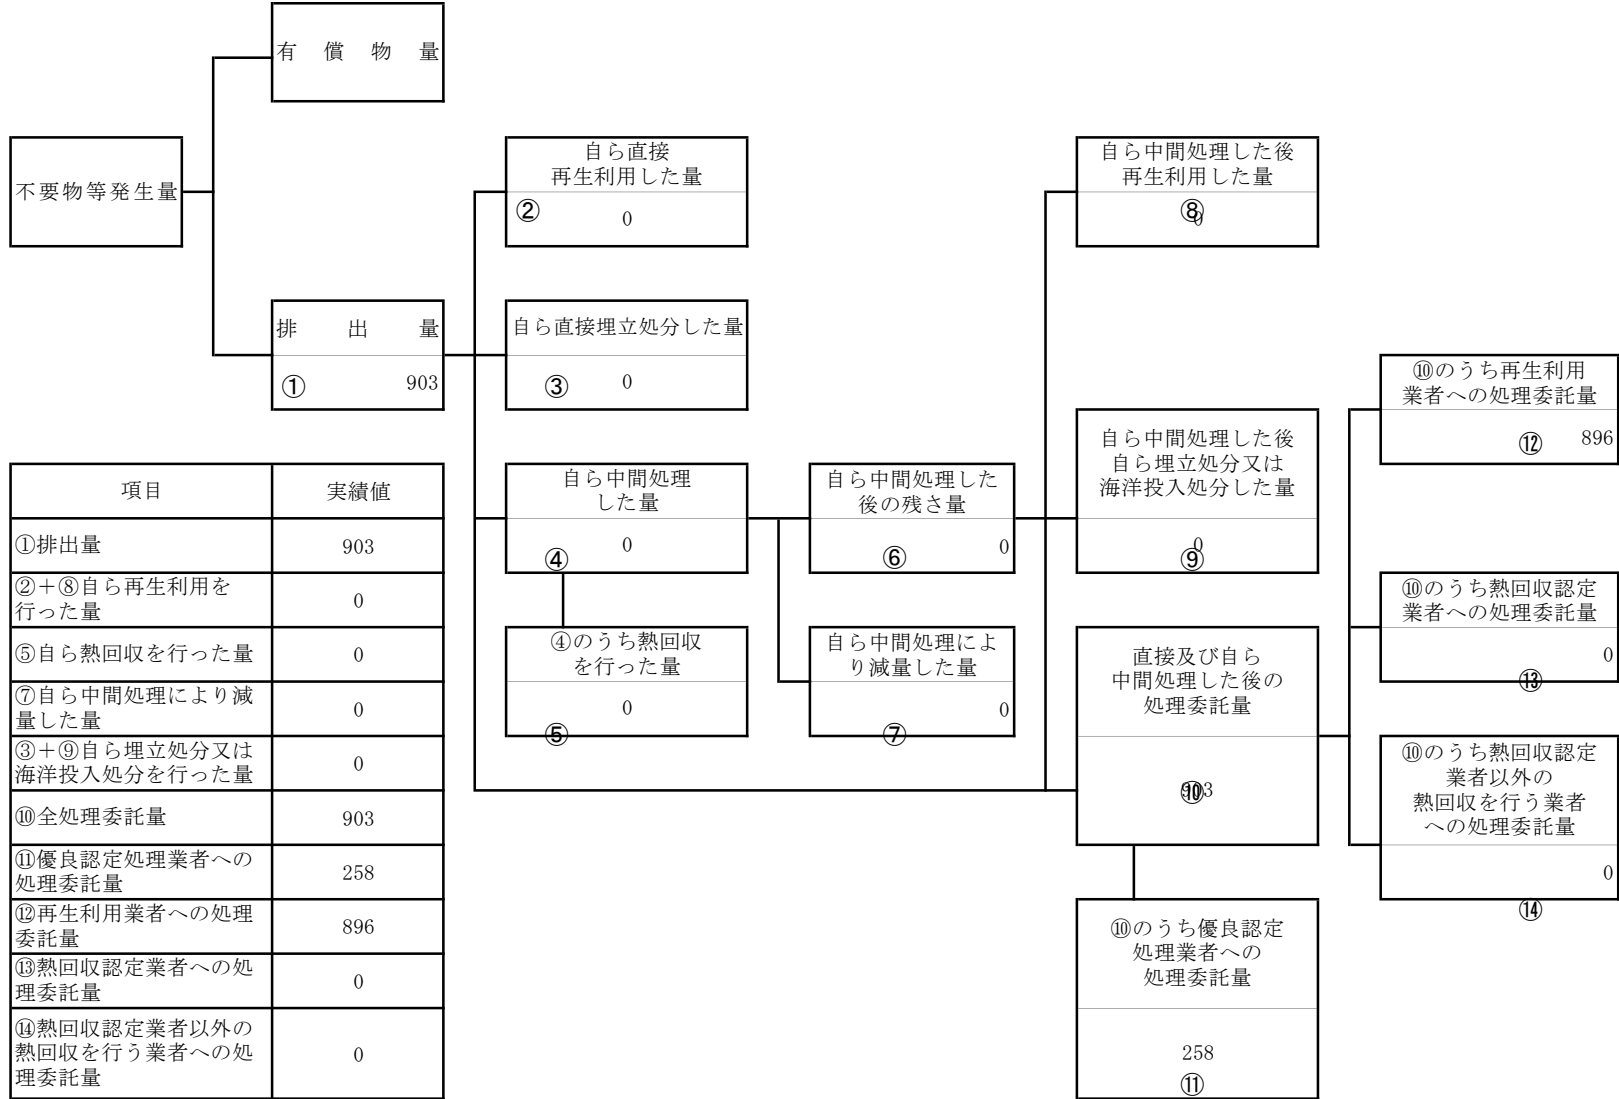 有償物量
不要物等発生量
排出量
① 903
自ら直接
再生利用した量
② 0
自ら直接埋立処分した量
③ 0
自ら中間処理
した量
④ 0
④のうち熱回収
を行った量
⑤ 0
自ら中間処理した
後の残さ量
⑥ 0
自ら中間処理によ
り減量した量
⑦ 0
自ら中間処理した後
再生利用した量
⑧ 0
自ら中間処理した後
自ら埋立処分又は
海洋投入処分した量
⑨ 0
直接及び自ら
中間処理した後の
処理委託量
⑩ 903
⑩のうち優良認定
処理業者への
処理委託量
258
⑪
⑩のうち再生利用
業者への処理委託量
⑫ 896
⑩のうち熱回収認定
業者への処理委託量
0
⑬
⑩のうち熱回収認定
業者以外の
熱回収を行う業者
への処理委託量
0
⑭
項目 実績値
①排出量 903
②+⑧自ら再生利用を
行った量 0
⑤自ら熱回収を行った量 0
⑦自ら中間処理により減
量した量 0
③+⑨自ら埋立処分又は
海洋投入処分を行った量 0
⑩全処理委託量 903
⑪優良認定処理業者への
処理委託量 258
⑫再生利用業者への処理
委託量 896
⑬熱回収認定業者への処
理委託量 0
⑭熱回収認定業者以外の
熱回収を行う業者への処
理委託量 0